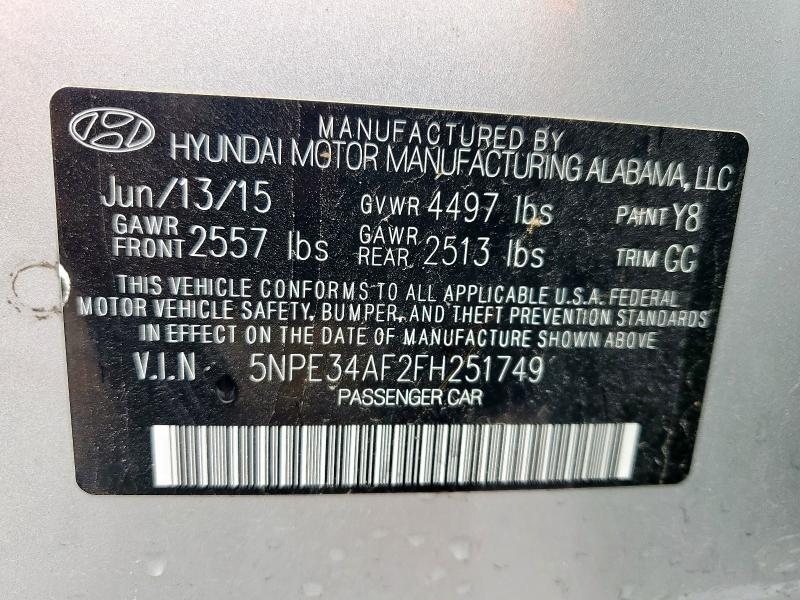 MANUFACTURED BY
HYUNDAI MOTOR MANUFACTURING ALABAMA, LLC
Jun/13/15 GVWR 4497 lbs PAINT Y8
GAWR FRONT 2557 lbs GAWR REAR 2513 lbs TRIM GG
THIS VEHICLE CONFORMS TO ALL APPLICABLE U.S.A. FEDERAL
MOTOR VEHICLE SAFETY, BUMPER, AND THEFT PREVENTION STANDARDS
IN EFFECT ON THE DATE OF MANUFACTURE SHOWN ABOVE
V.I.N 5NPE34AF2FH251749
PASSENGER CAR